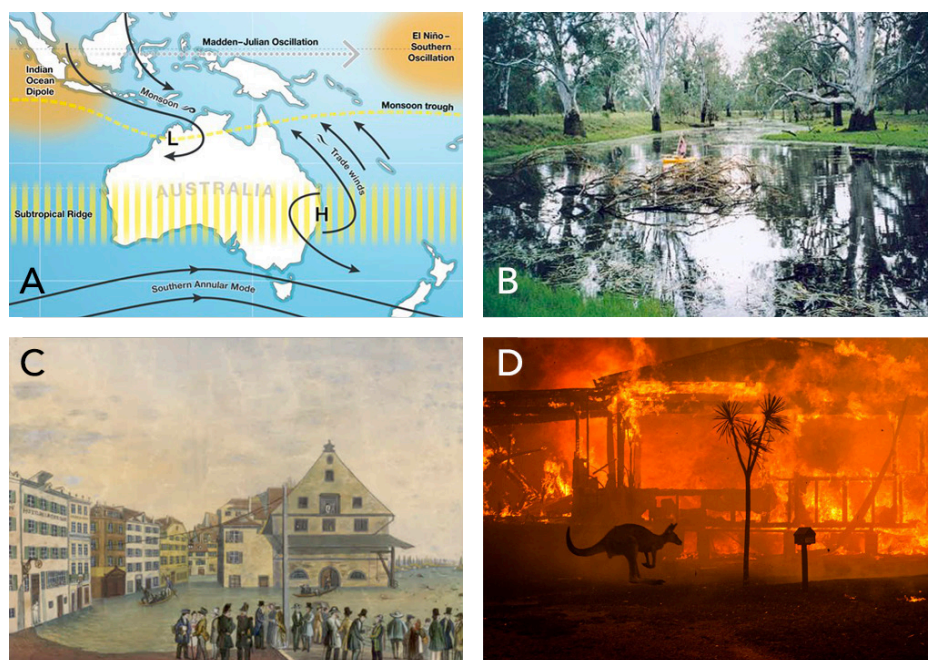 Madden–Julian Oscillation
El Niño –
Southern
Oscillation
Indian
Ocean
Dipole
Monsoon
Monsoon trough
L
Trade winds
AUSTRALIA
Subtropical Ridge
H
Southern Annular Mode
A
B
C
D